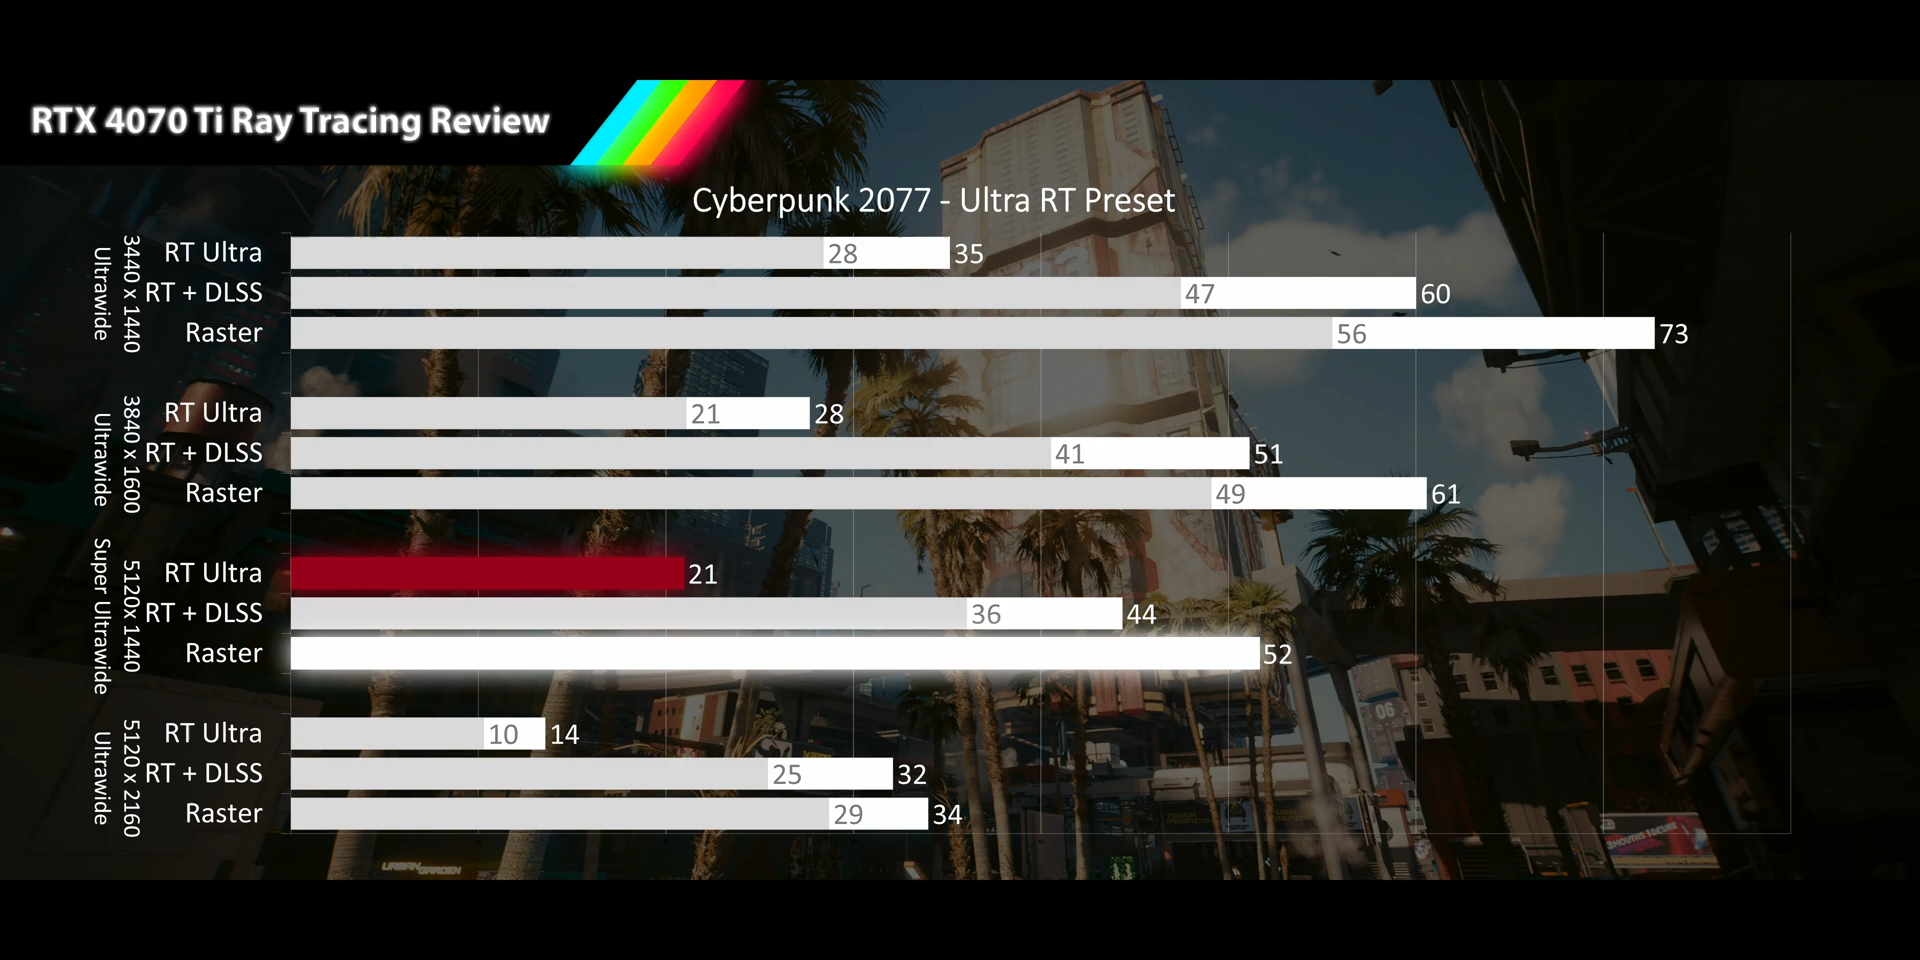 RTX 4070 Ti Ray Tracing Review
Cyberpunk 2077 - Ultra RT Preset
3440 x 1440
Ultrawide
RT Ultra 28 35
RT + DLSS 47 60
Raster 56 73
3840 x 1600
Ultrawide
RT Ultra 21 28
RT + DLSS 41 51
Raster 49 61
5120x 1440
Super Ultrawide
RT Ultra 21
RT + DLSS 36 44
Raster 52
5120 x 2160
Ultrawide
RT Ultra 10 14
RT + DLSS 25 32
Raster 29 34
06
URBAN GARDEN